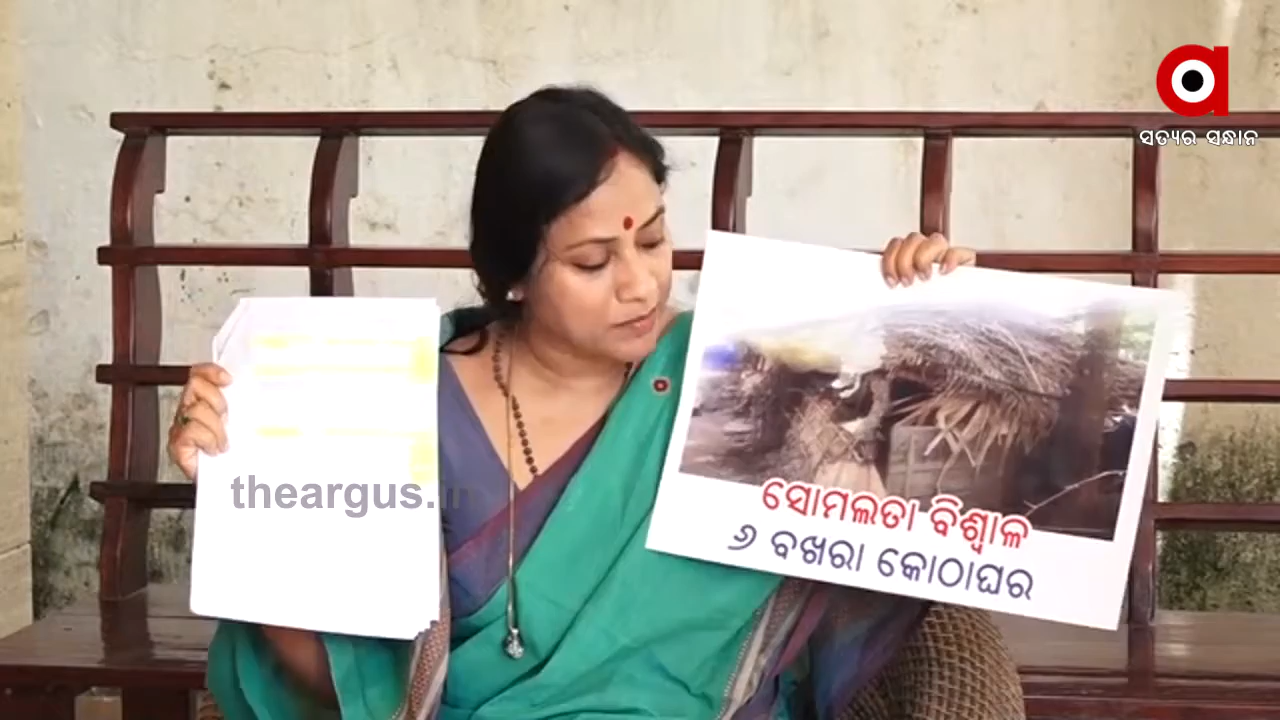 ସତ୍ୟର ସନ୍ଧାନ
theargus.in
ସୋମଲତା ବିଶ୍ୱାଳ
୬ ବଖରା କୋଠାଘର